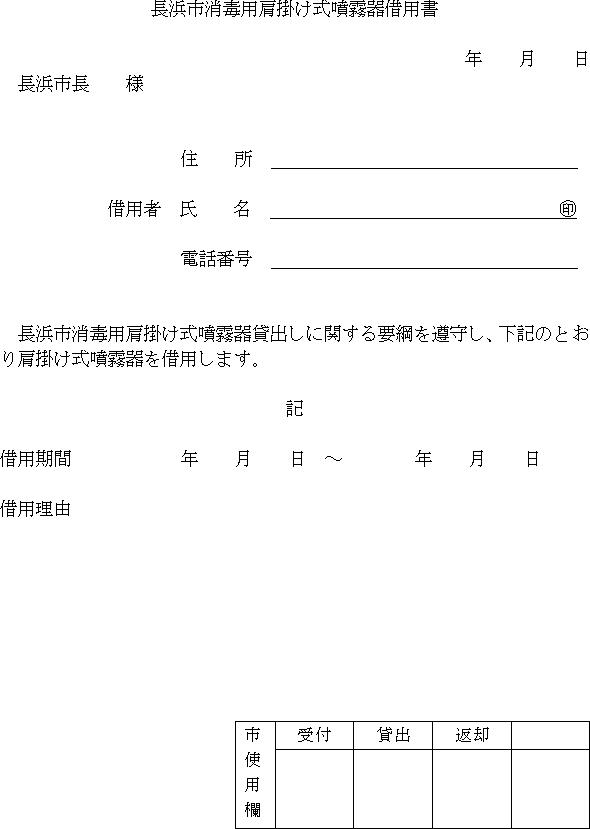 長浜市消毒用肩掛け式噴霧器借用書
年　　月　　日
長浜市長　　様
住　　所
借用者　氏　　名　㊞
電話番号
長浜市消毒用肩掛け式噴霧器貸出しに関する要綱を遵守し、下記のとお
り肩掛け式噴霧器を借用します。
記
借用期間　　　　　　年　　月　　日　～　　　　年　　月　　日
借用理由
市使用欄　受付　貸出　返却